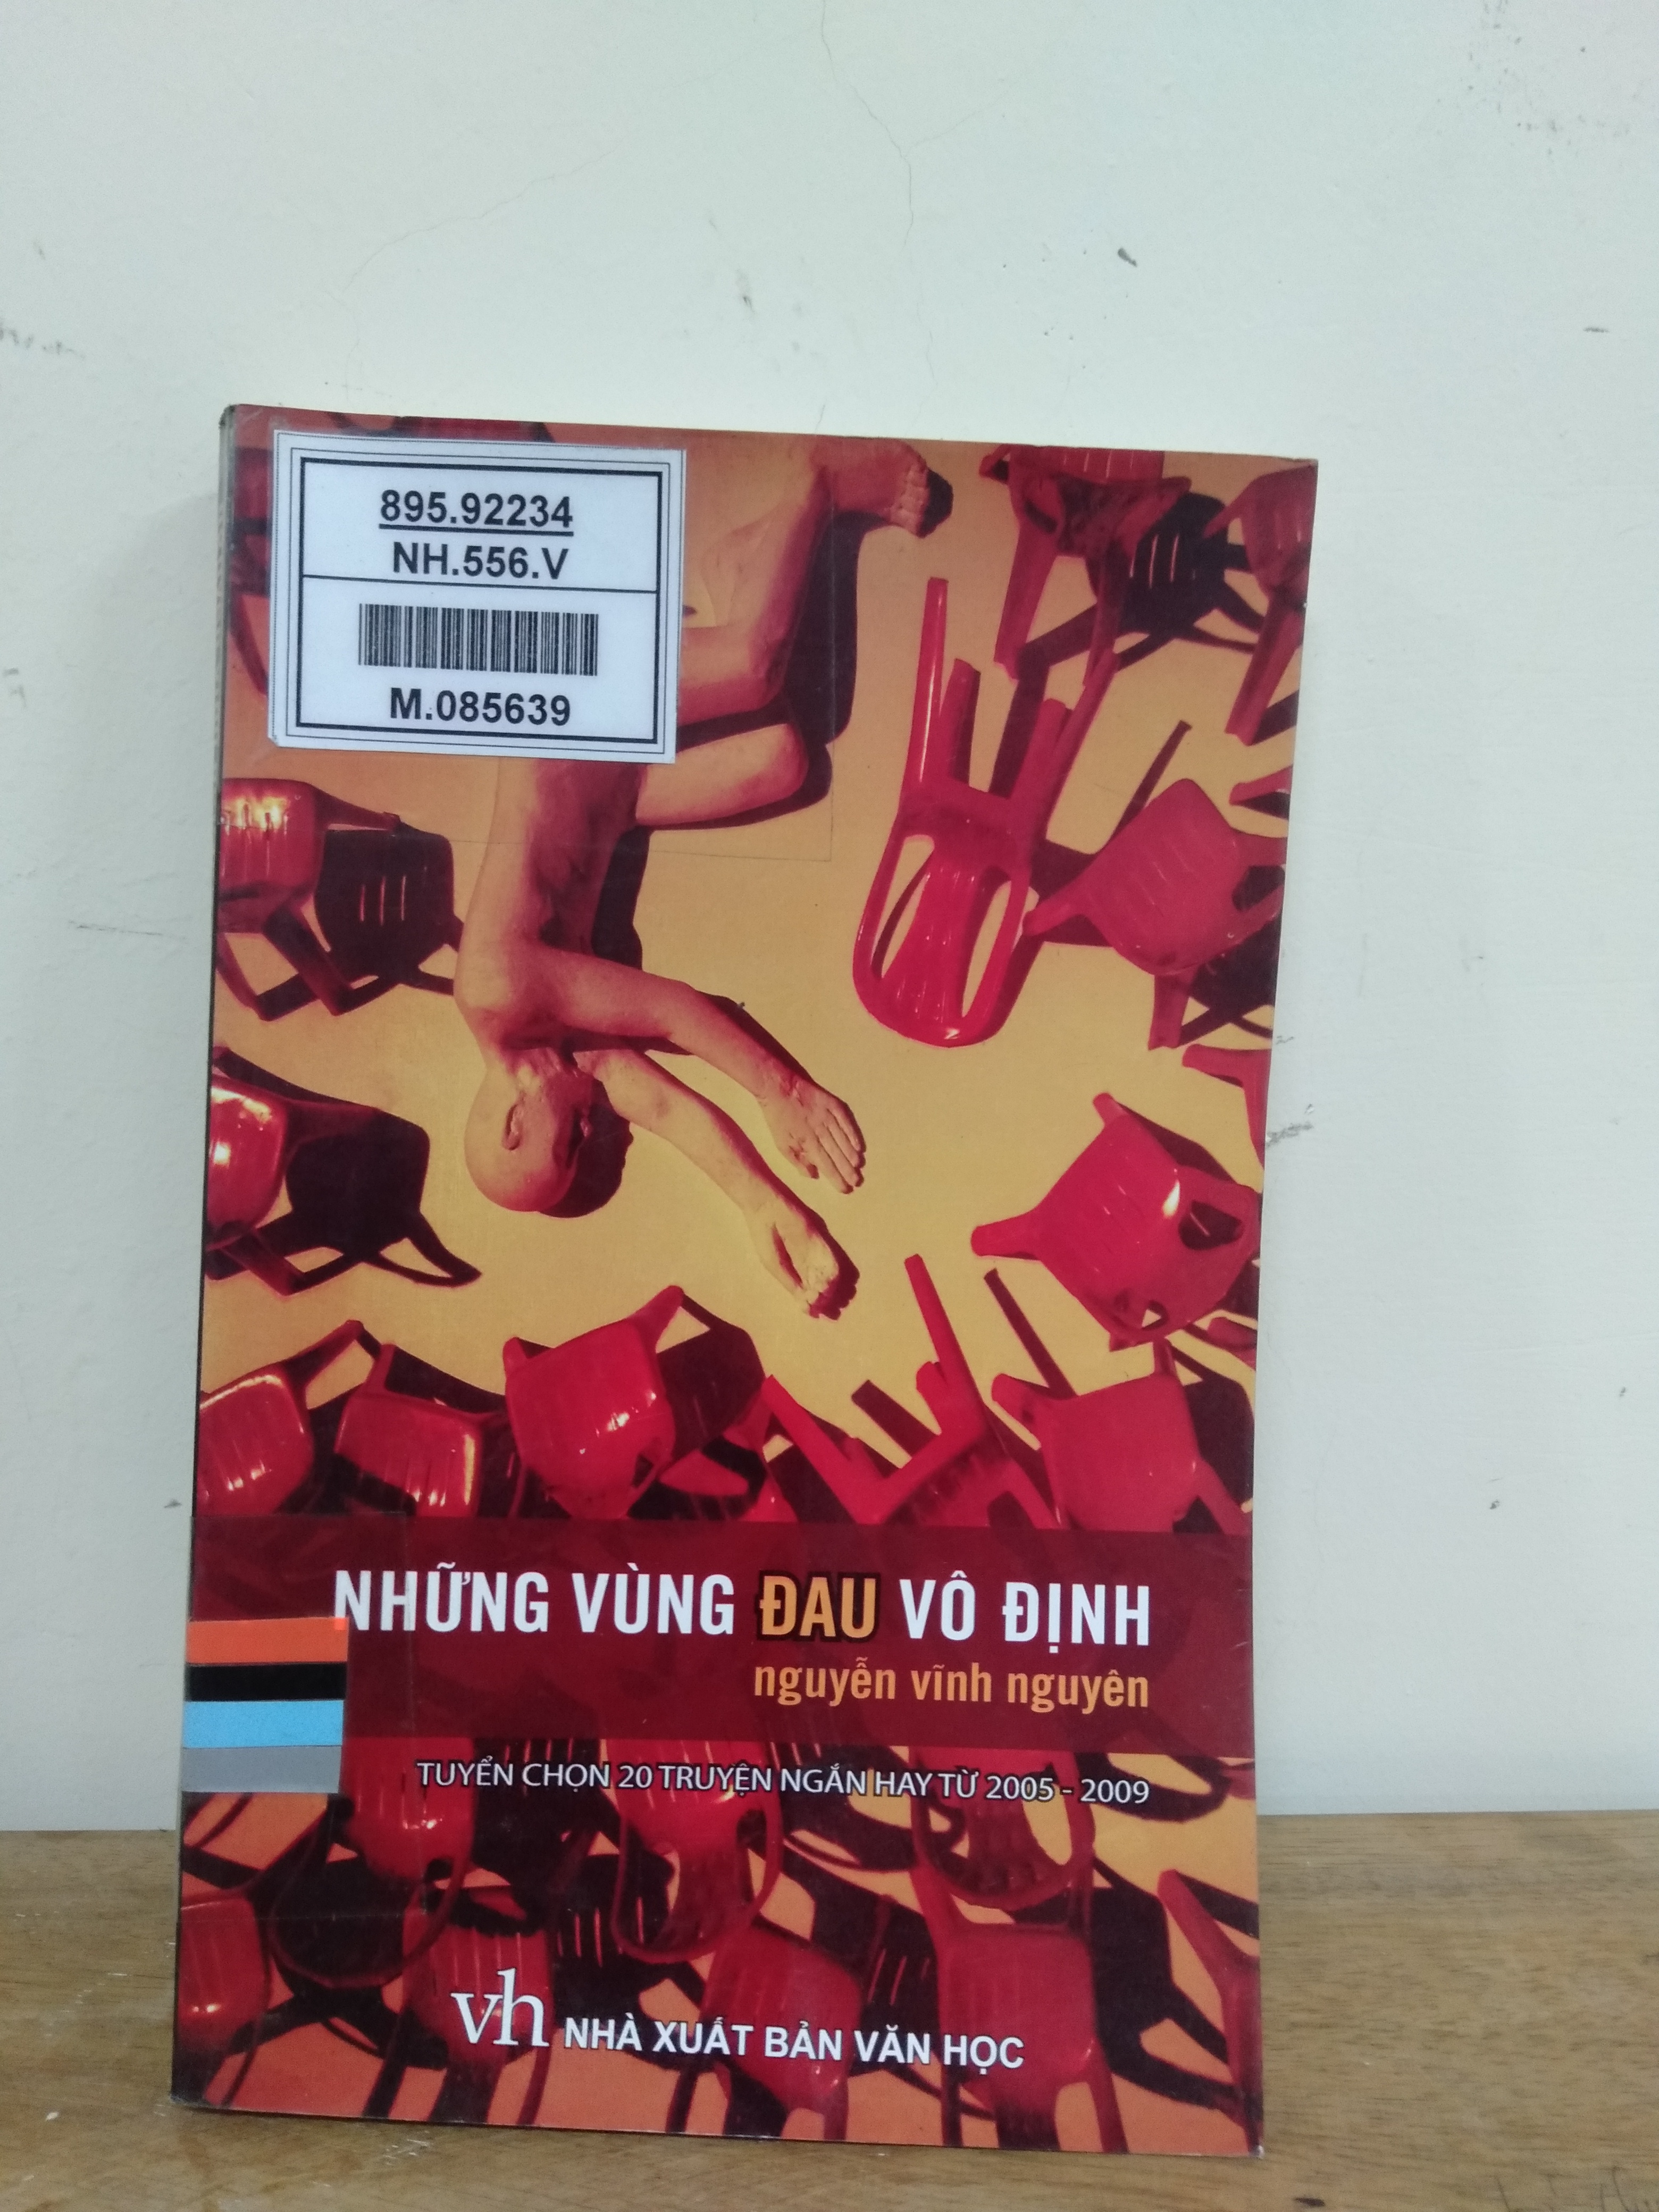 895.92234
NH.556.V
M.085639
NHỮNG VÙNG ĐAU VÔ ĐỊNH
nguyễn vĩnh nguyên
TUYỂN CHỌN 20 TRUYỆN NGẮN HAY TỪ 2005 - 2009
vh NHÀ XUẤT BẢN VĂN HỌC